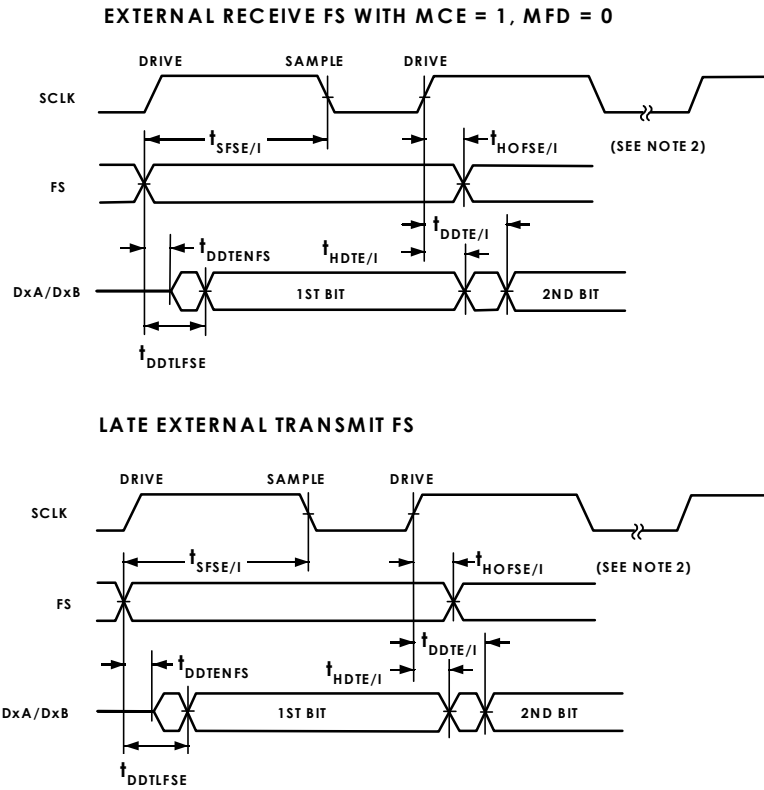 EXTERNAL RECEIVE FS WITH MCE = 1, MFD = 0
DRIVE SAMPLE DRIVE
SCLK
tSFSE/I tHOFSE/I (SEE NOTE 2)
FS
tDDTE/I
tDDTENFS tHDTE/I
DxA/DxB 1ST BIT 2ND BIT
tDDTLFSE
LATE EXTERNAL TRANSMIT FS
DRIVE SAMPLE DRIVE
SCLK
tSFSE/I tHOFSE/I (SEE NOTE 2)
FS
tDDTE/I
tDDTENFS tHDTE/I
DxA/DxB 1ST BIT 2ND BIT
tDDTLFSE